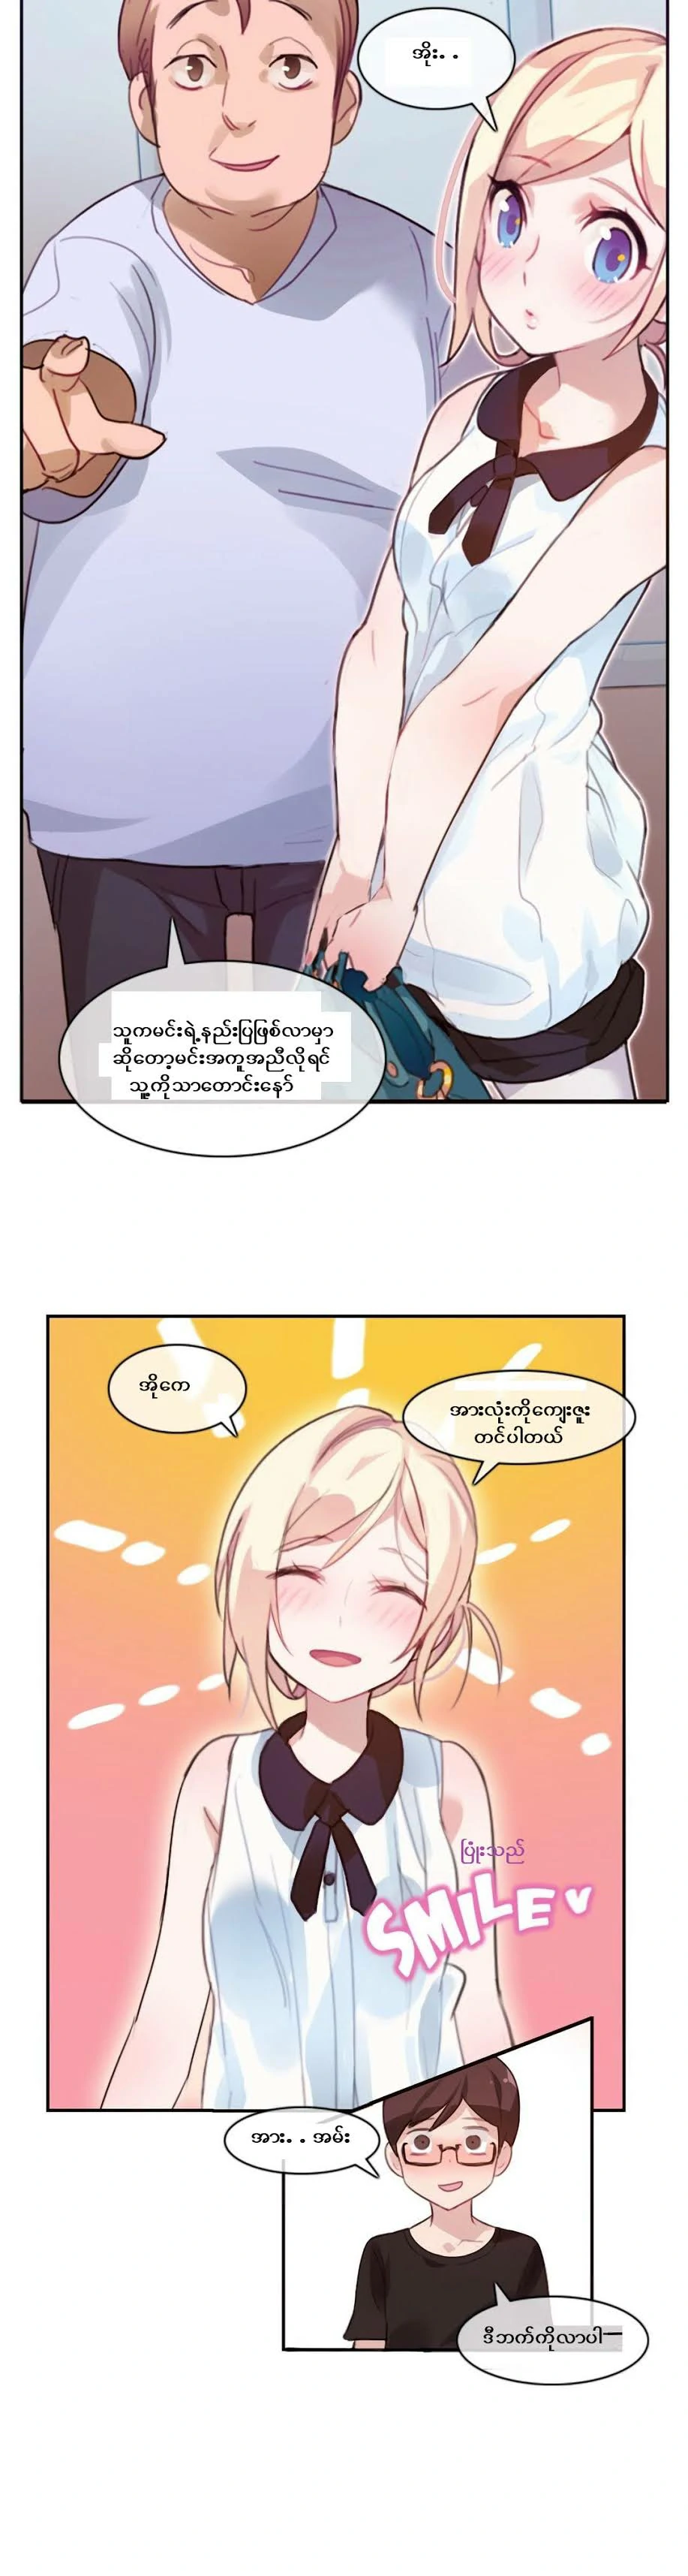 အိုး. .
သူကမင်းရဲ့နည်းပြဖြစ်လာမှာ
ဆိုတော့မင်းအကူအညီလိုရင်
သူ့ကိုသာတောင်းနော်
အိုကေ
အားလုံးကိုကျေးဇူး
တင်ပါတယ်
ပြုံးသည်
SMILE
အား. . အမ်း
ဒီဘက်ကိုလာပါ—